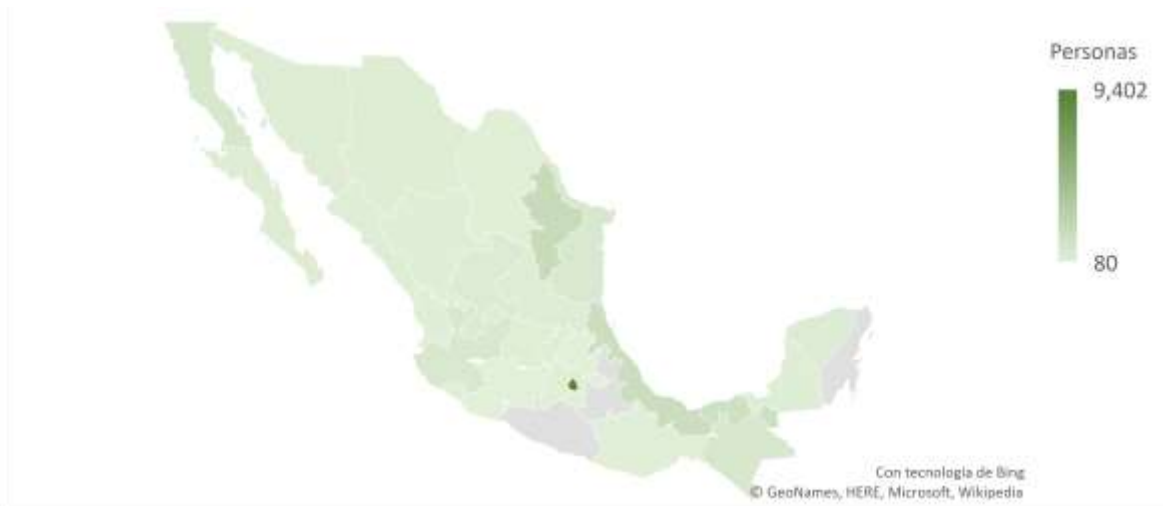 Personas
9,402
80
Con tecnología de Bing
© GeoNames, HERE, Microsoft, Wikipedia